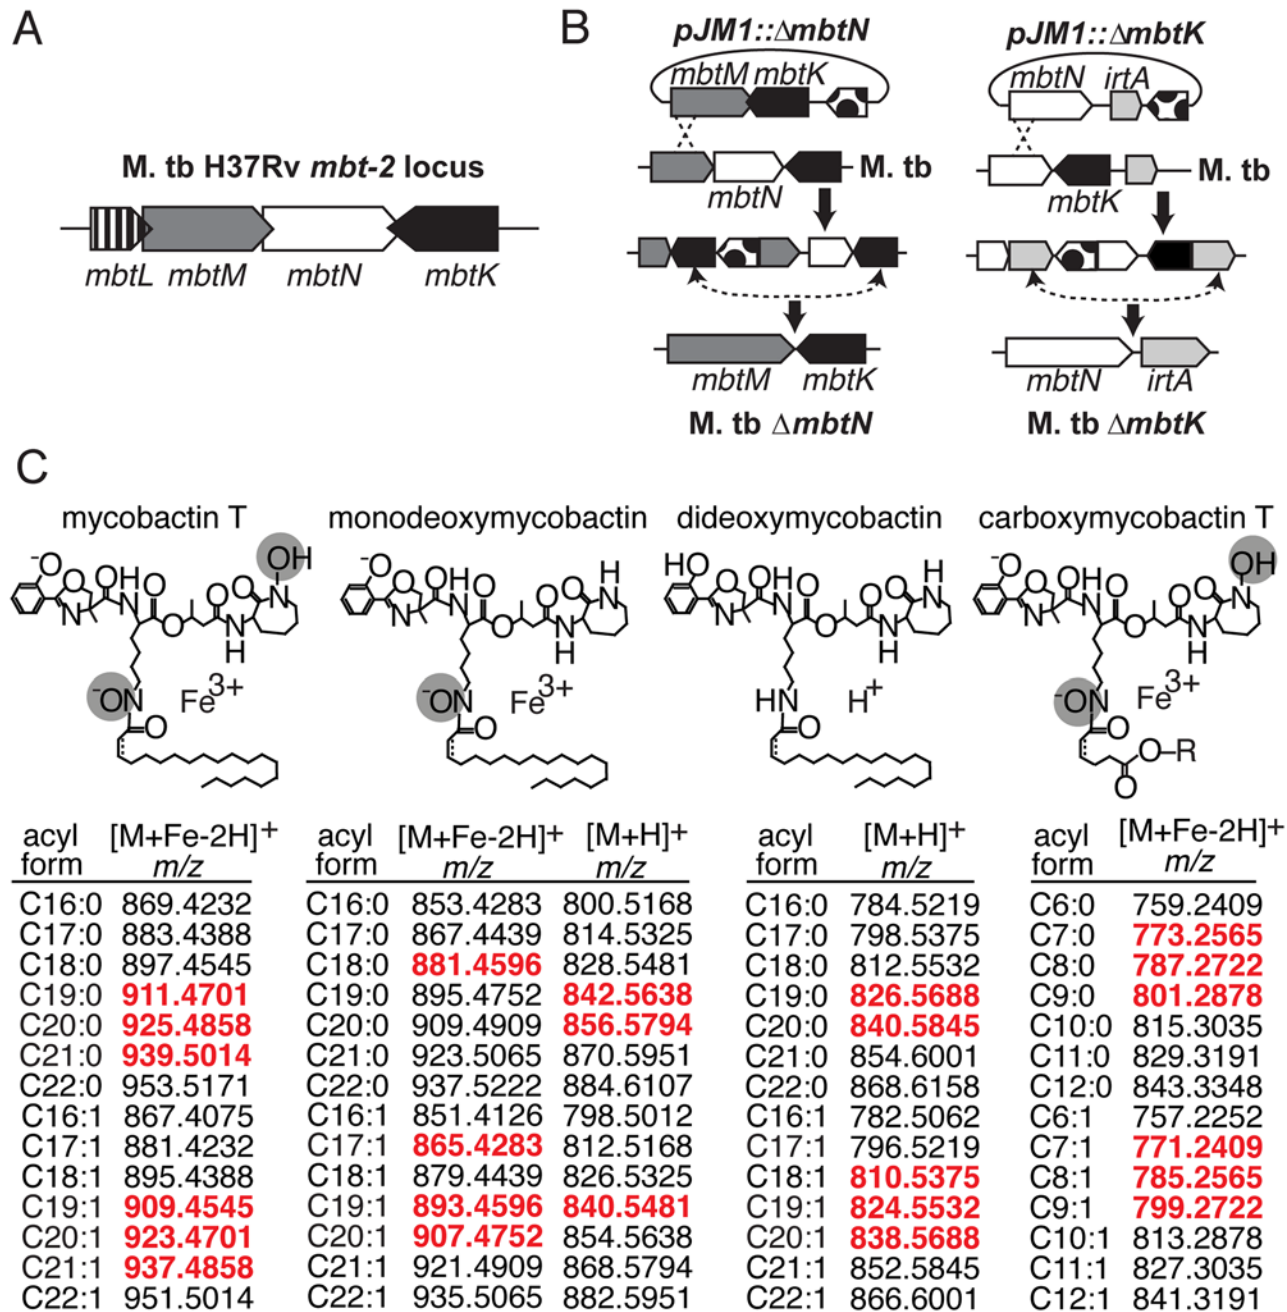 A
M. tb H37Rv mbt-2 locus
mbtL mbtM mbtN mbtK
B
pJM1::ΔmbtN
mbtM mbtK
M. tb
mbtN
mbtM mbtK
M. tb ΔmbtN
pJM1::ΔmbtK
mbtN irtA
M. tb
mbtK
mbtN irtA
M. tb ΔmbtK
C
mycobactin T
⁻O H O N O O O O N OH
N N
O N H
⁻ON Fe3+
O
monodeoxymycobactin
⁻O H O N O O O O H N
N N
O N H
⁻ON Fe3+
O
dideoxymycobactin
HO H O N O O O O H N
N N
O N H
HN H+
O
carboxymycobactin T
⁻O H O N O O O O N OH
N N
O N H
⁻ON Fe3+
O
O–R
O
acyl form [M+Fe-2H]+ m/z
C16:0 869.4232
C17:0 883.4388
C18:0 897.4545
C19:0 911.4701
C20:0 925.4858
C21:0 939.5014
C22:0 953.5171
C16:1 867.4075
C17:1 881.4232
C18:1 895.4388
C19:1 909.4545
C20:1 923.4701
C21:1 937.4858
C22:1 951.5014
acyl form [M+Fe-2H]+ m/z [M+H]+ m/z
C16:0 853.4283 800.5168
C17:0 867.4439 814.5325
C18:0 881.4596 828.5481
C19:0 895.4752 842.5638
C20:0 909.4909 856.5794
C21:0 923.5065 870.5951
C22:0 937.5222 884.6107
C16:1 851.4126 798.5012
C17:1 865.4283 812.5168
C18:1 879.4439 826.5325
C19:1 893.4596 840.5481
C20:1 907.4752 854.5638
C21:1 921.4909 868.5794
C22:1 935.5065 882.5951
acyl form [M+H]+ m/z
C16:0 784.5219
C17:0 798.5375
C18:0 812.5532
C19:0 826.5688
C20:0 840.5845
C21:0 854.6001
C22:0 868.6158
C16:1 782.5062
C17:1 796.5219
C18:1 810.5375
C19:1 824.5532
C20:1 838.5688
C21:1 852.5845
C22:1 866.6001
acyl form [M+Fe-2H]+ m/z
C6:0 759.2409
C7:0 773.2565
C8:0 787.2722
C9:0 801.2878
C10:0 815.3035
C11:0 829.3191
C12:0 843.3348
C6:1 757.2252
C7:1 771.2409
C8:1 785.2565
C9:1 799.2722
C10:1 813.2878
C11:1 827.3035
C12:1 841.3191